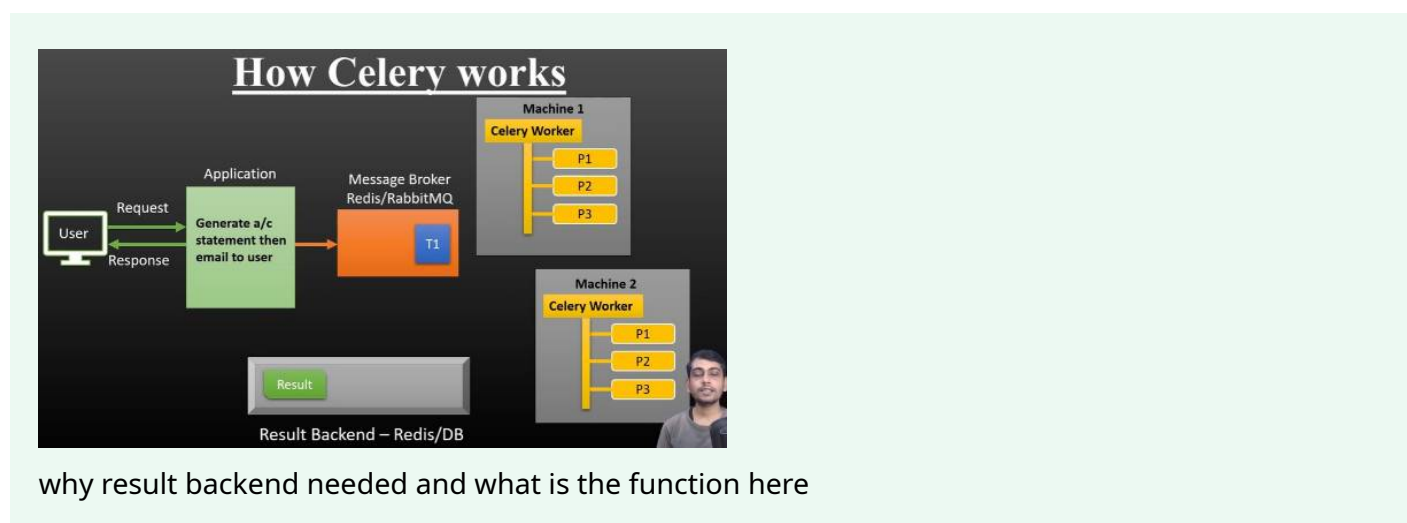 How Celery works
Machine 1
Celery Worker
P1
P2
P3
Application
Message Broker
Redis/RabbitMQ
Request
User
Response
Generate a/c
statement then
email to user
T1
Machine 2
Celery Worker
P1
P2
P3
Result
Result Backend – Redis/DB
why result backend needed and what is the function here